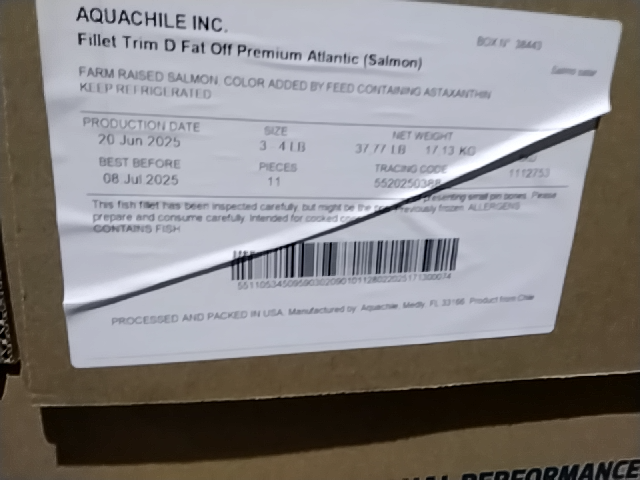 AQUACHILE INC.
Fillet Trim D Fat Off Premium Atlantic (Salmon)
BOX N° 38443
FARM RAISED SALMON. COLOR ADDED BY FEED CONTAINING ASTAXANTHIN
Salmo salar
KEEP REFRIGERATED
PRODUCTION DATE SIZE NET WEIGHT
20 Jun 2025 3 - 4 LB 37.77 LB 17.13 KG
BEST BEFORE PIECES TRACING CODE
08 Jul 2025 11 5520250388 1112753
This fish fillet has been inspected carefully, but might be the presenting small pin bones. Please
prepare and consume carefully. Intended for cooked Previously frozen. ALLERGENS
CONTAINS FISH
PROCESSED AND PACKED IN USA. Manufactured by: Aquachile, Medly, FL 33166. Product from Chile
PERFORMANCE